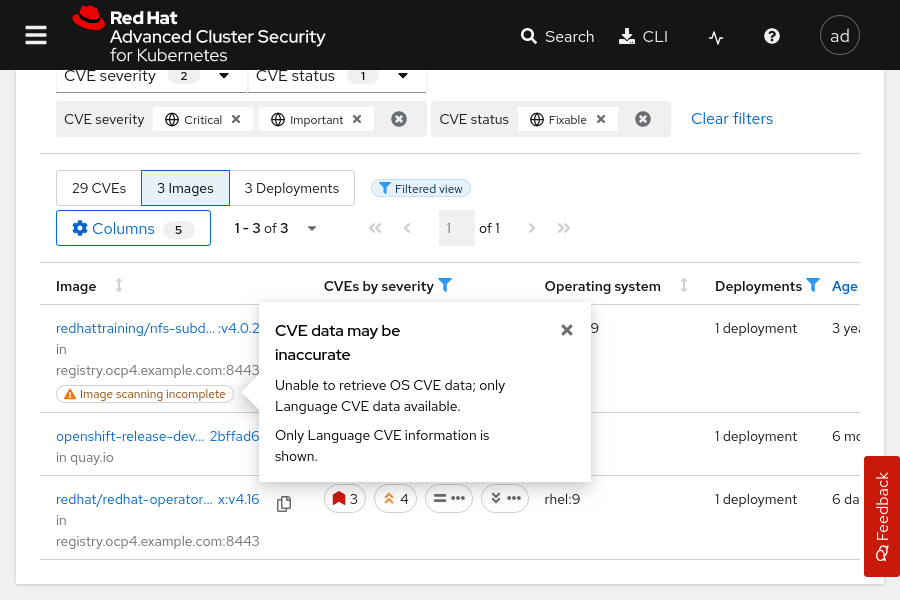 Red Hat
Advanced Cluster Security
for Kubernetes
Search
CLI
ad
CVE severity 2
CVE status 1
CVE severity Critical Important
CVE status Fixable
Clear filters
29 CVEs
3 Images
3 Deployments
Filtered view
Columns 5
1 - 3 of 3
1 of 1
Image
CVEs by severity
Operating system
Deployments
Age
redhattraining/nfs-subd... :v4.0.2
in
registry.ocp4.example.com:8443
Image scanning incomplete
9
1 deployment
CVE data may be
inaccurate
Unable to retrieve OS CVE data; only
Language CVE data available.
Only Language CVE information is
shown.
openshift-release-dev... 2bffad6
in quay.io
1 deployment
redhat/redhat-operator... x:v4.16
in
registry.ocp4.example.com:8443
3
4
rhel:9
1 deployment
Feedback